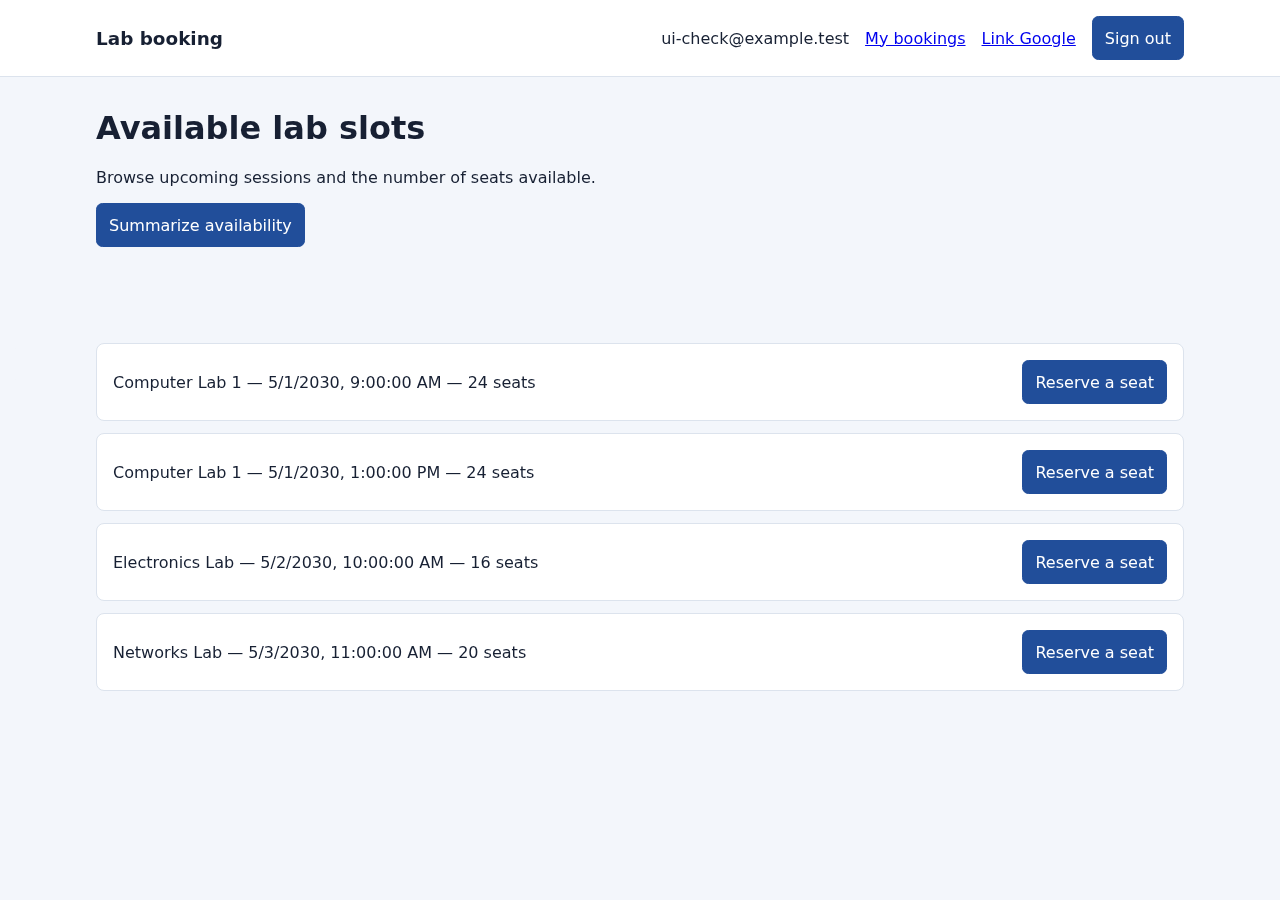 Lab booking
ui-check@example.test My bookings Link Google Sign out
Available lab slots
Browse upcoming sessions and the number of seats available.
Summarize availability
Computer Lab 1 — 5/1/2030, 9:00:00 AM — 24 seats Reserve a seat
Computer Lab 1 — 5/1/2030, 1:00:00 PM — 24 seats Reserve a seat
Electronics Lab — 5/2/2030, 10:00:00 AM — 16 seats Reserve a seat
Networks Lab — 5/3/2030, 11:00:00 AM — 20 seats Reserve a seat